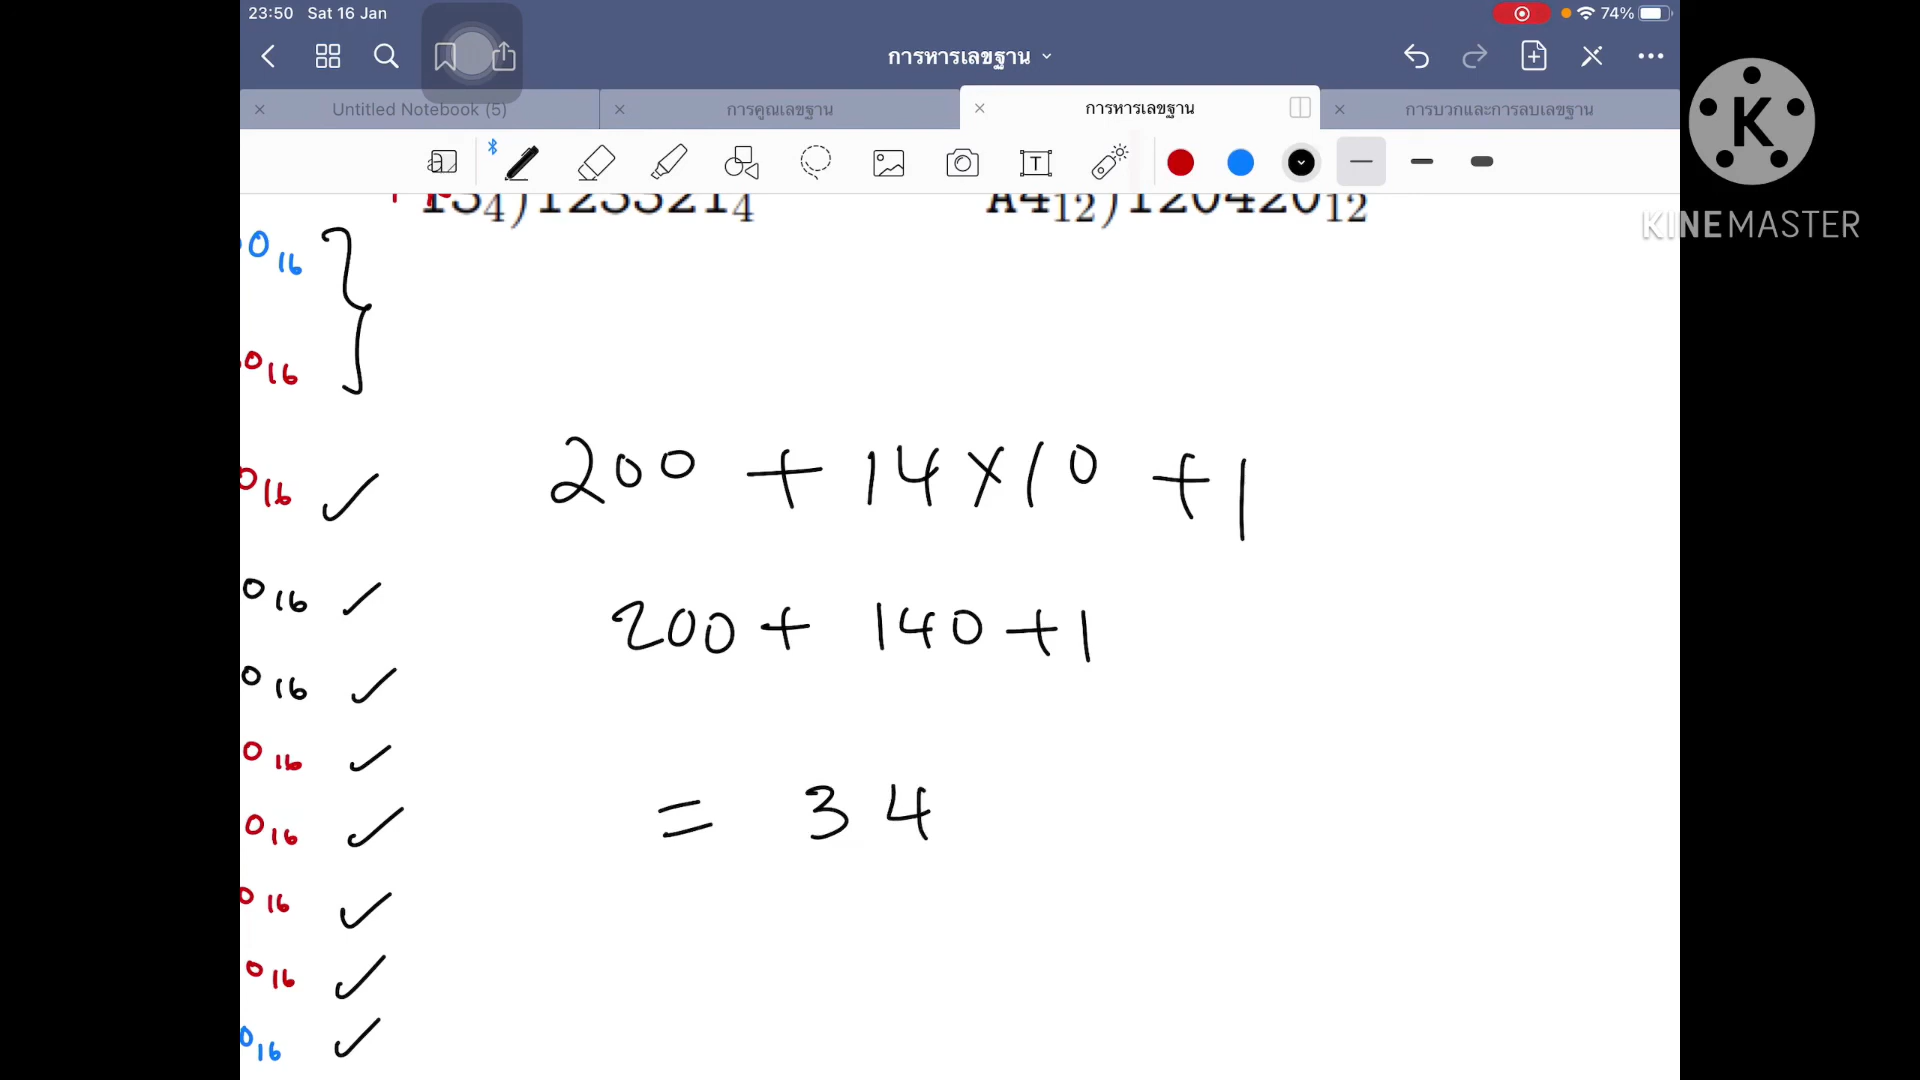 23:50 Sat 16 Jan 74%
การหารเลขฐาน
Untitled Notebook (5) การคูณเลขฐาน การหารเลขฐาน การบวกและการลบเลขฐาน
T
K
KINEMASTER
13₄)123321₄ A4₁₂)120420₁₂
0₁₆
0₁₆
0₁₆
200 + 14×10 + 1
0₁₆
200 + 140 + 1
0₁₆
0₁₆
0₁₆
= 34
0₁₆
0₁₆
0₁₆